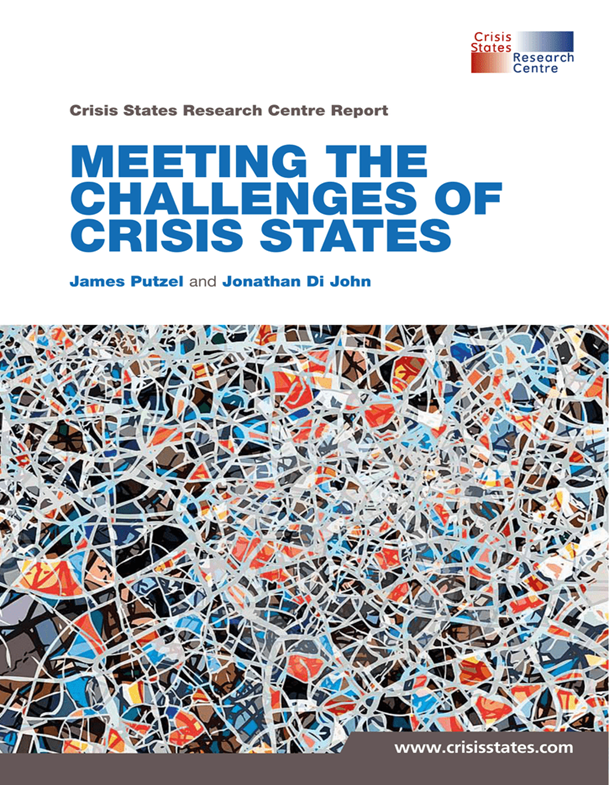 Crisis
States
Research
Centre
Crisis States Research Centre Report
MEETING THE
CHALLENGES OF
CRISIS STATES
James Putzel and Jonathan Di John
www.crisisstates.com